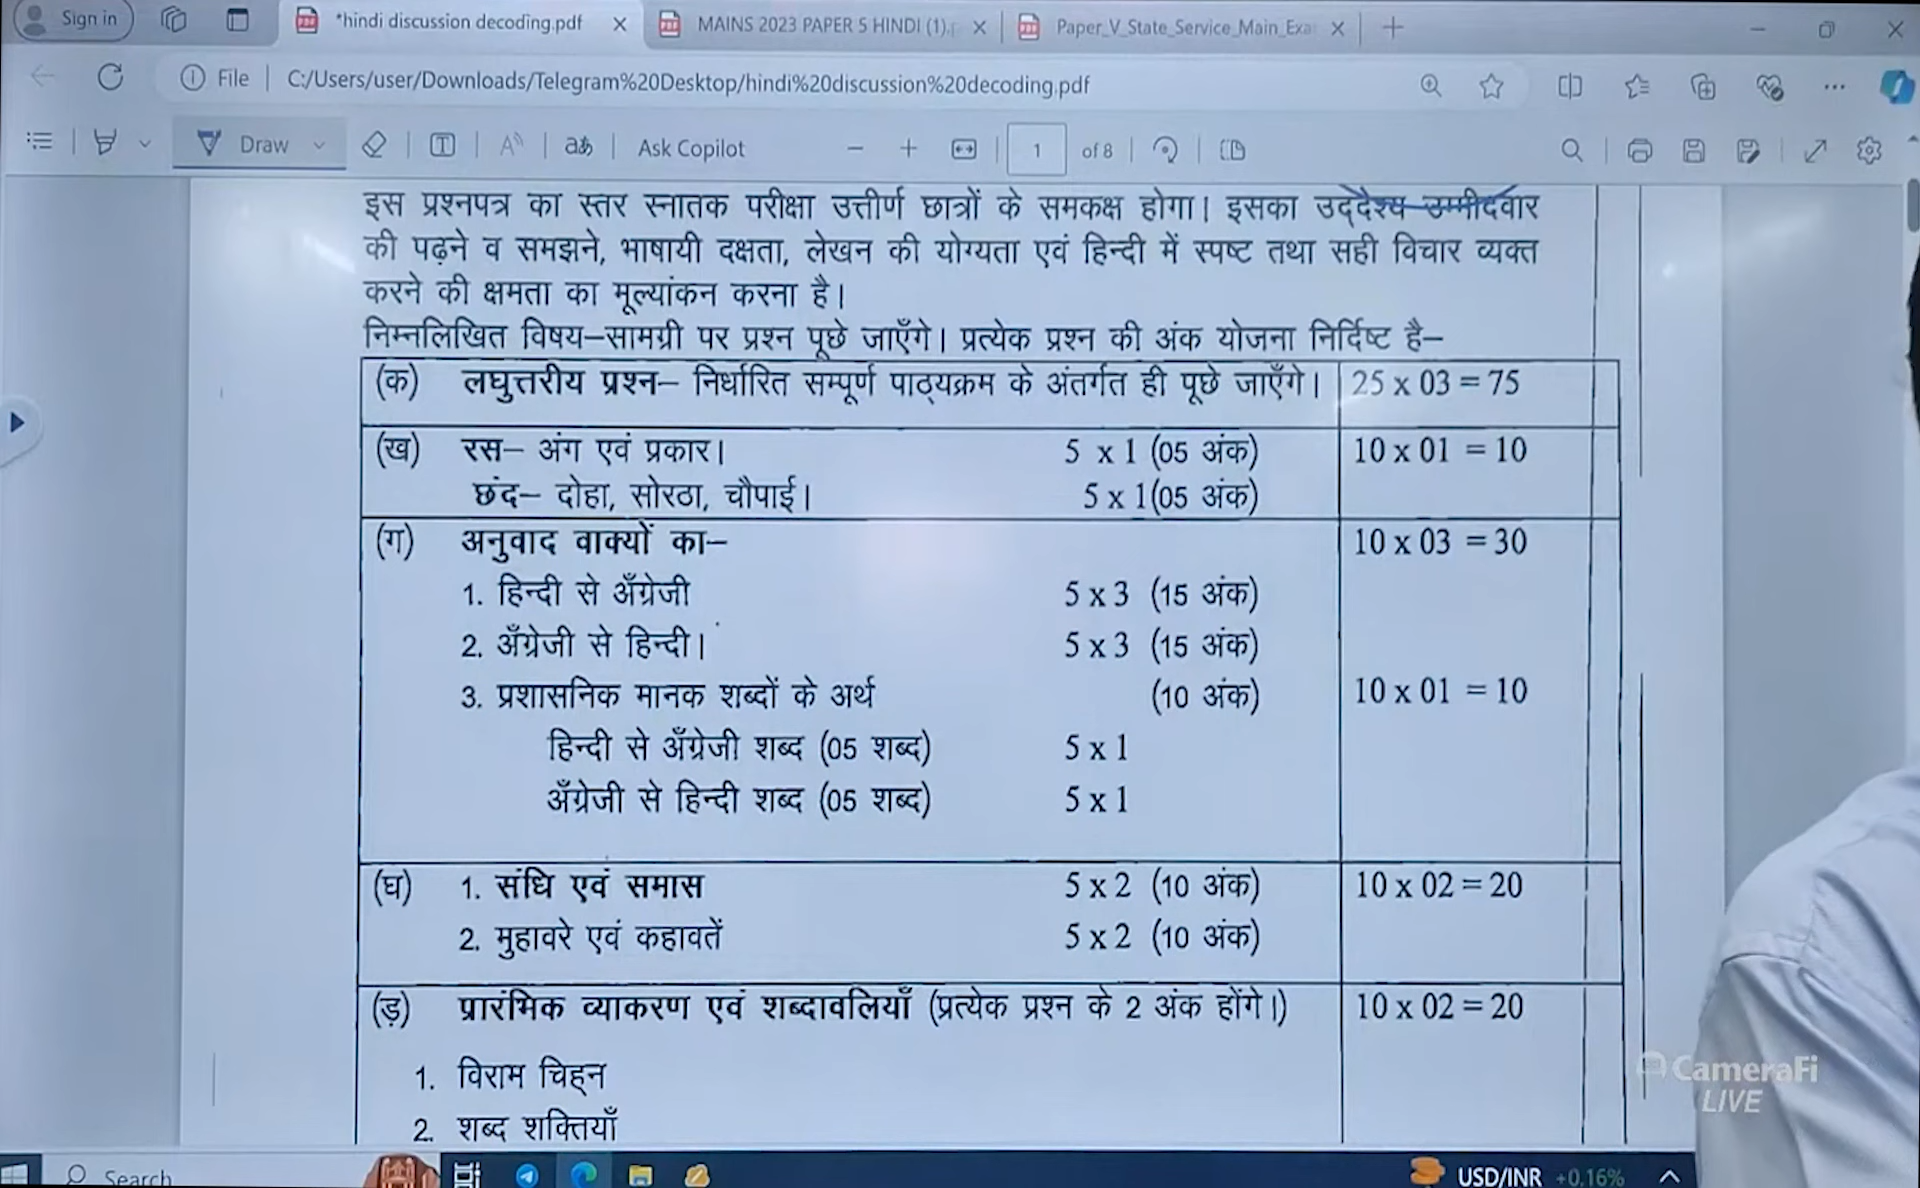 Sign in
*hindi discussion decoding.pdf
MAINS 2023 PAPER 5 HINDI (1).p
Paper_V_State_Service_Main_Exa
File
C:/Users/user/Downloads/Telegram%20Desktop/hindi%20discussion%20decoding.pdf
Draw
aあ
Ask Copilot
1 of 8
इस प्रश्नपत्र का स्तर स्नातक परीक्षा उत्तीर्ण छात्रों के समकक्ष होगा। इसका उद्देश्य उम्मीदवार
की पढ़ने व समझने, भाषायी दक्षता, लेखन की योग्यता एवं हिन्दी में स्पष्ट तथा सही विचार व्यक्त
करने की क्षमता का मूल्यांकन करना है।
निम्नलिखित विषय–सामग्री पर प्रश्न पूछे जाएँगे। प्रत्येक प्रश्न की अंक योजना निर्दिष्ट है–
(क) लघुत्तरीय प्रश्न– निर्धारित सम्पूर्ण पाठ्यक्रम के अंतर्गत ही पूछे जाएँगे। 25 x 03 = 75
(ख) रस– अंग एवं प्रकार। 5 x 1 (05 अंक) 10 x 01 = 10
छंद– दोहा, सोरठा, चौपाई। 5 x 1(05 अंक)
(ग) अनुवाद वाक्यों का– 10 x 03 = 30
1. हिन्दी से अँग्रेजी 5 x 3 (15 अंक)
2. अँग्रेजी से हिन्दी। 5 x 3 (15 अंक)
3. प्रशासनिक मानक शब्दों के अर्थ (10 अंक) 10 x 01 = 10
हिन्दी से अँग्रेजी शब्द (05 शब्द) 5 x 1
अँग्रेजी से हिन्दी शब्द (05 शब्द) 5 x 1
(घ) 1. संधि एवं समास 5 x 2 (10 अंक) 10 x 02 = 20
2. मुहावरे एवं कहावतें 5 x 2 (10 अंक)
(ड़) प्रारंमिक व्याकरण एवं शब्दावलियाँ (प्रत्येक प्रश्न के 2 अंक होंगे।) 10 x 02 = 20
1. विराम चिह्न
2. शब्द शक्तियाँ
CameraFi
LIVE
Search
USD/INR +0.16%